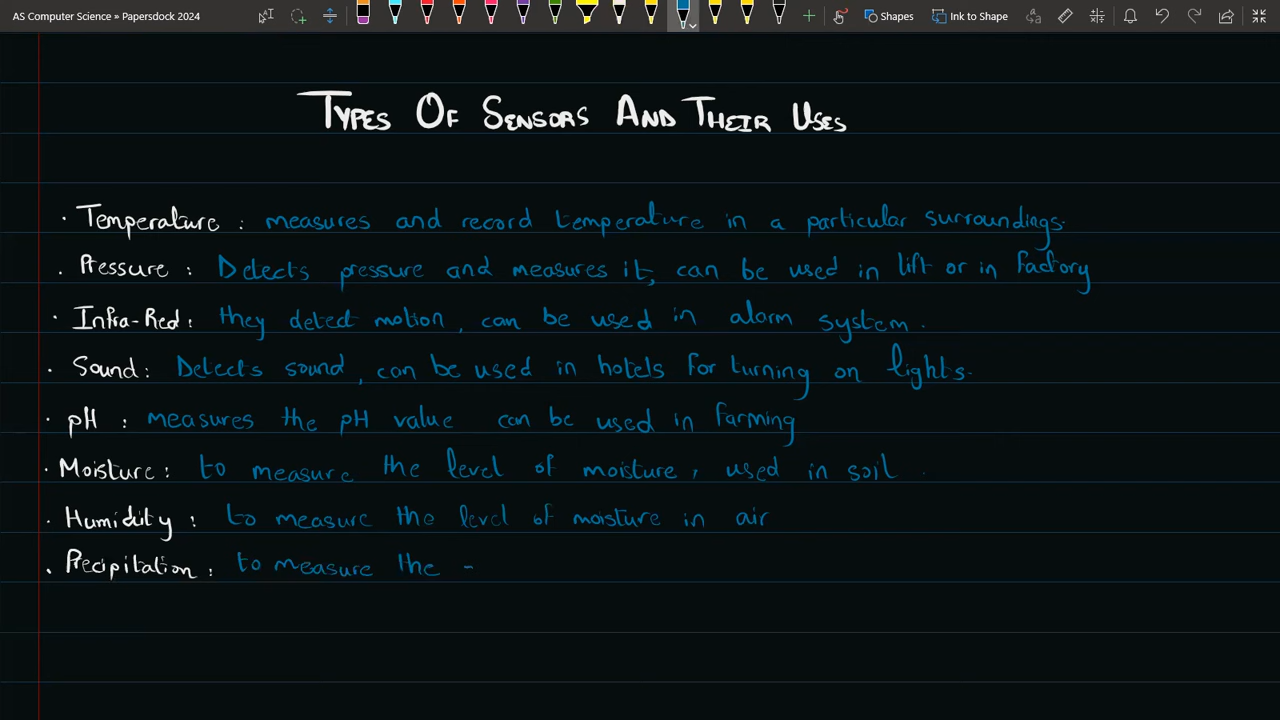 AS Computer Science » Papersdock 2024
Shapes
Ink to Shape
TYPES OF SENSORS AND THEIR USES
· Temperature : measures and record temperature in a particular surroundings.
. Pressure : Detects pressure and measures it, can be used in lift or in factory
· Infra-Red : they detect motion, can be used in alarm system .
· Sound : Detects sound, can be used in hotels for turning on lights.
· pH : measures the pH value can be used in farming
· Moisture : to measure the level of moisture, used in soil .
· Humidity : to measure the level of moisture in air
. Precipitation : to measure the -